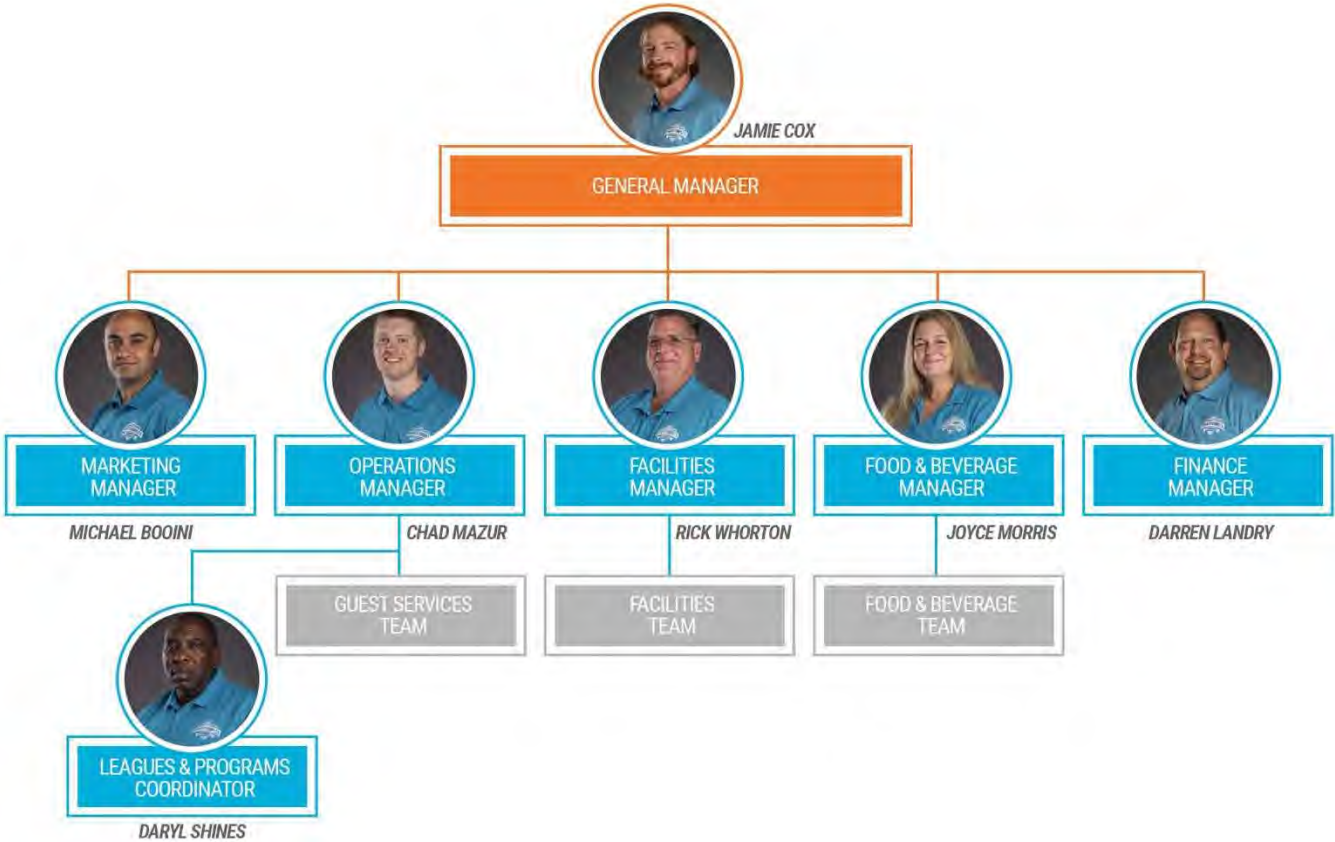 JAMIE COX
GENERAL MANAGER
MARKETING
MANAGER
MICHAEL BOOINI
OPERATIONS
MANAGER
CHAD MAZUR
FACILITIES
MANAGER
RICK WHORTON
FOOD & BEVERAGE
MANAGER
JOYCE MORRIS
FINANCE
MANAGER
DARREN LANDRY
GUEST SERVICES
TEAM
FACILITIES
TEAM
FOOD & BEVERAGE
TEAM
LEAGUES & PROGRAMS
COORDINATOR
DARYL SHINES